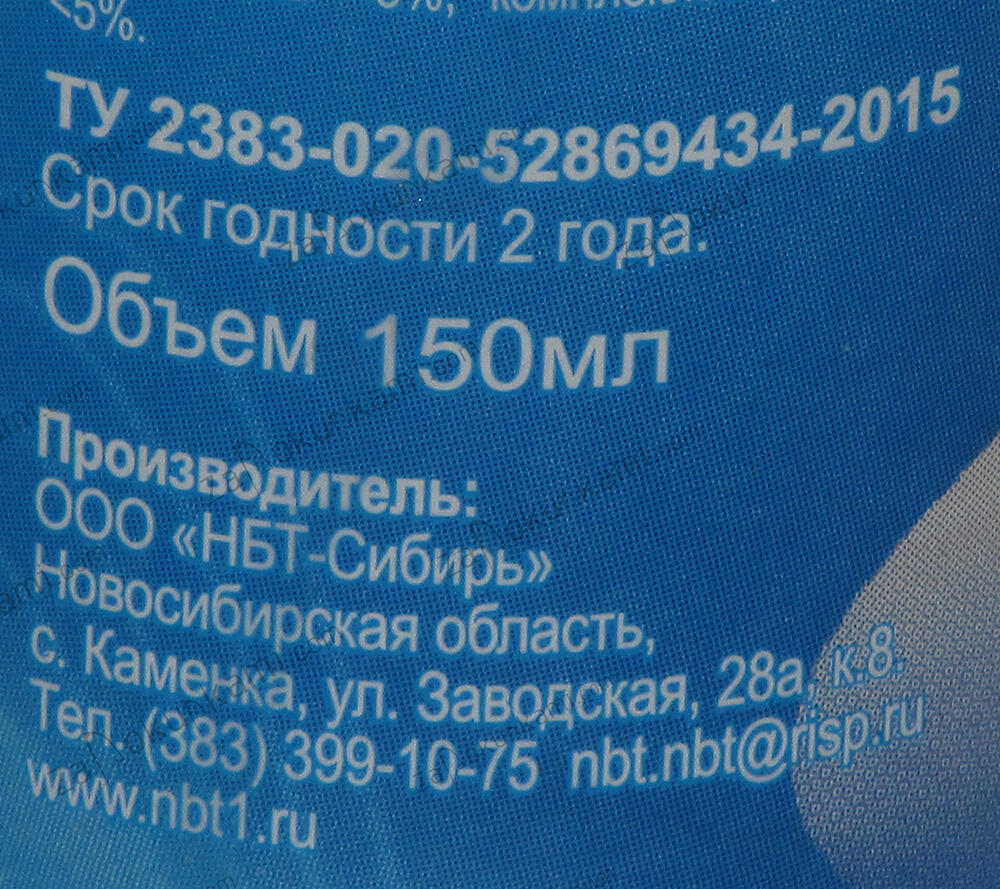 <5%.
ТУ 2383-020-52869434-2015
Срок годности 2 года.
Объем 150мл
Производитель:
ООО «НБТ-Сибирь»
Новосибирская область,
с. Каменка, ул. Заводская, 28а, к.8.
Тел. (383) 399-10-75 nbt.nbt@risp.ru
www.nbt1.ru